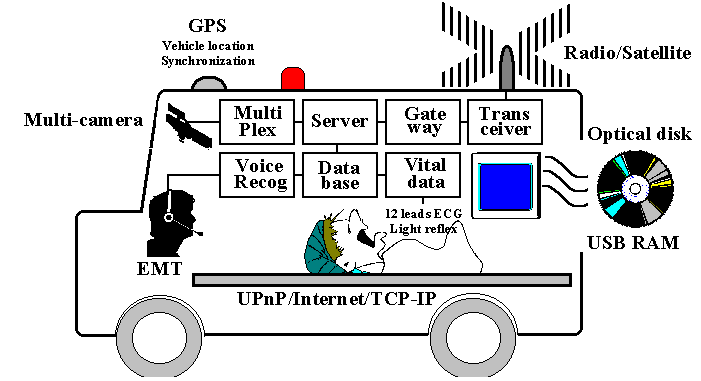 GPS
Vehicle location
Synchronization
Radio/Satellite
Multi-camera
Multi
Plex
Server
Gate
way
Trans
ceiver
Optical disk
Voice
Recog
Data
base
Vital
data
12 leads ECG
Light reflex
USB RAM
EMT
UPnP/Internet/TCP-IP